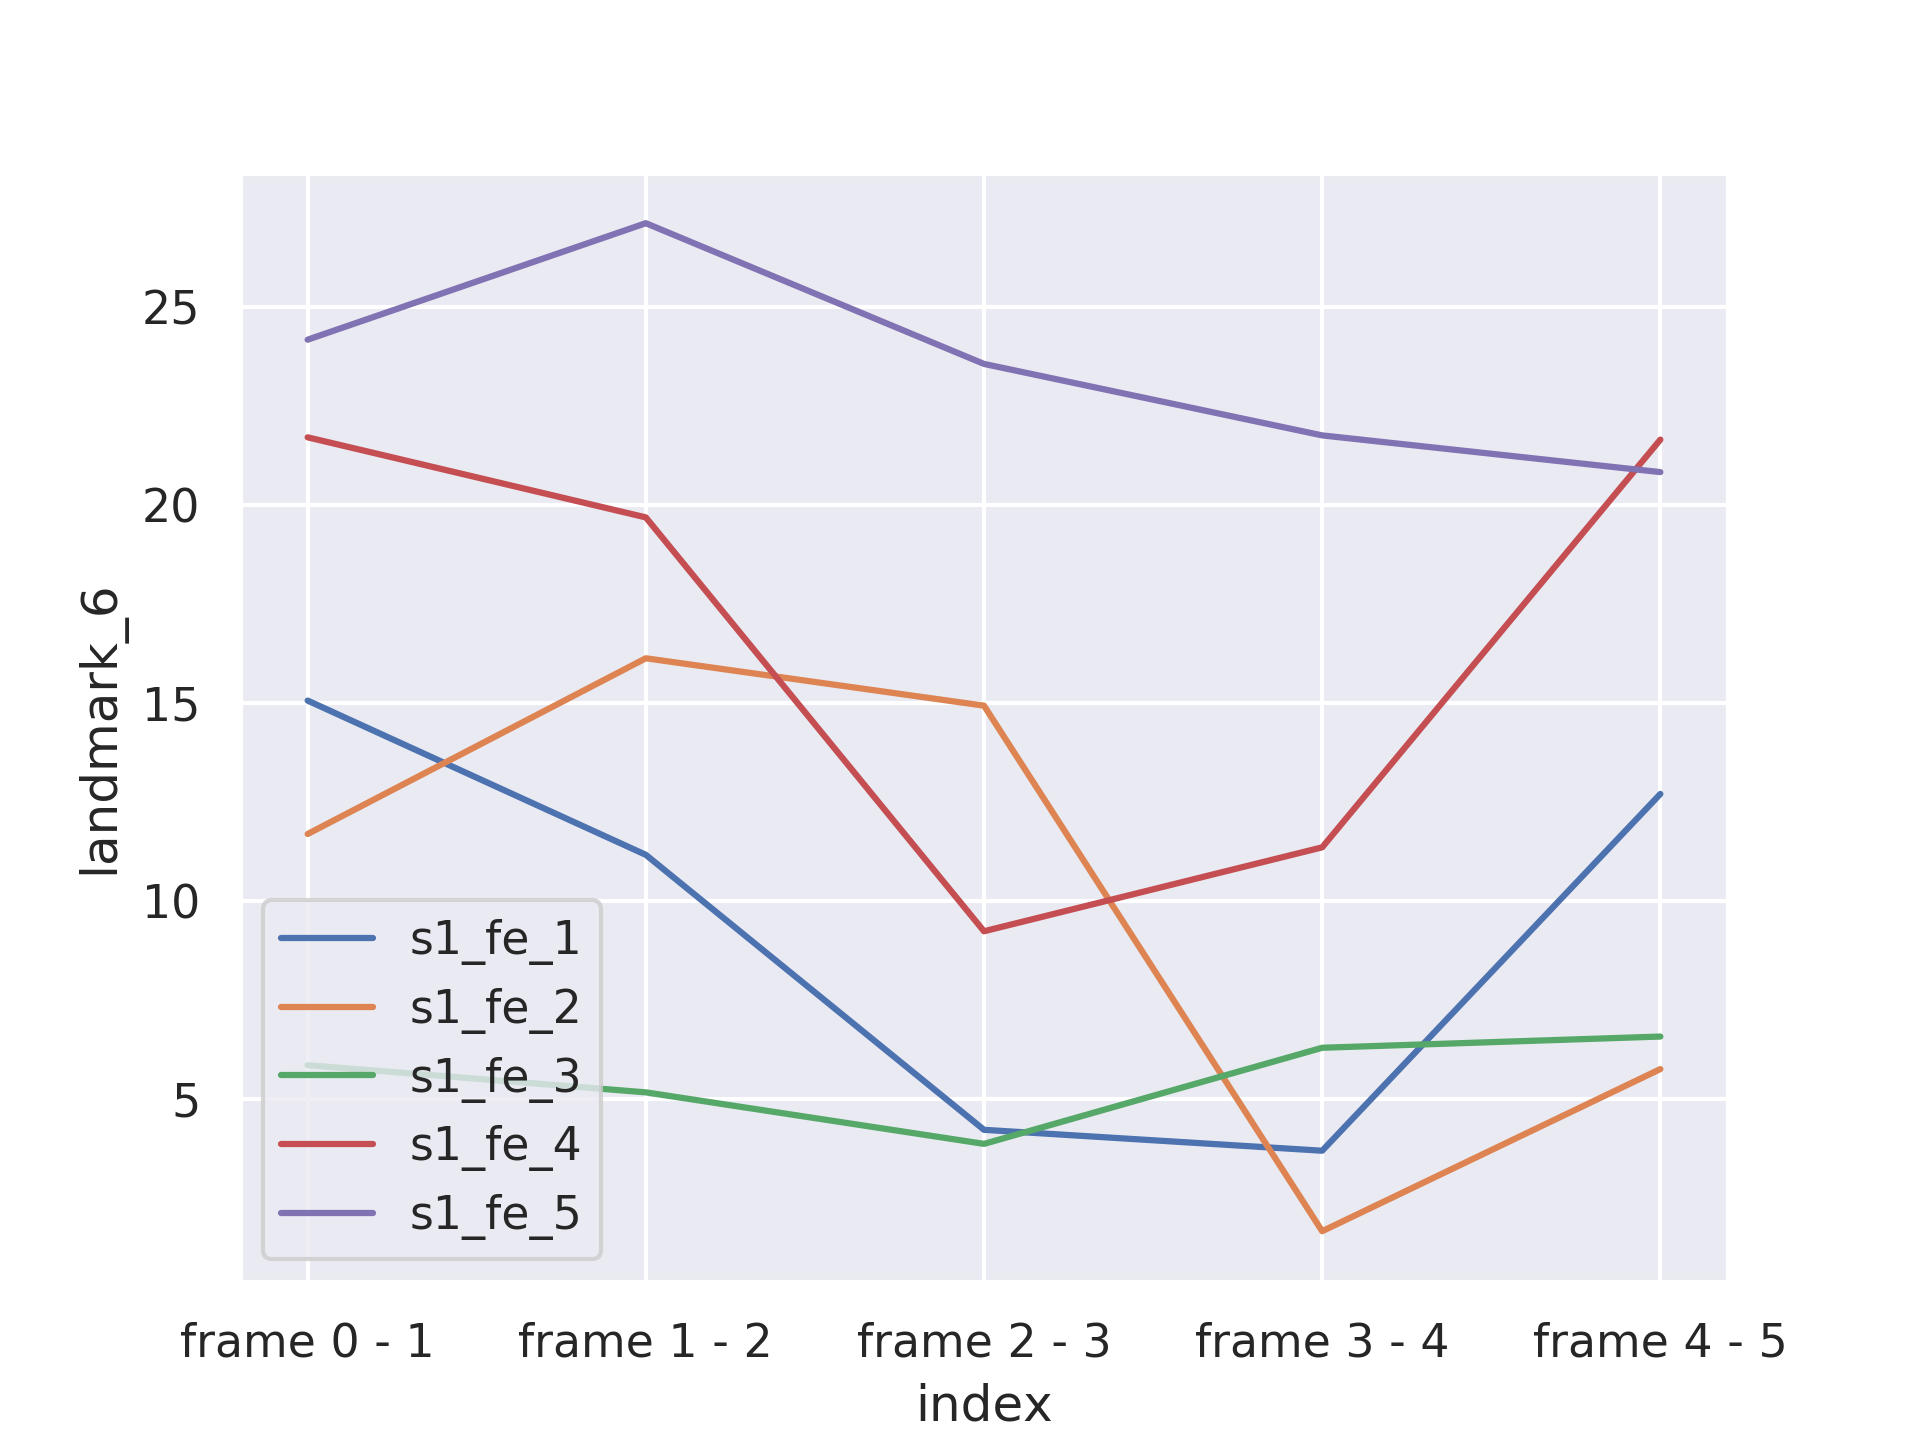 25
20
15
10
5
landmark_6
s1_fe_1
s1_fe_2
s1_fe_3
s1_fe_4
s1_fe_5
frame 0 - 1
frame 1 - 2
frame 2 - 3
frame 3 - 4
frame 4 - 5
index